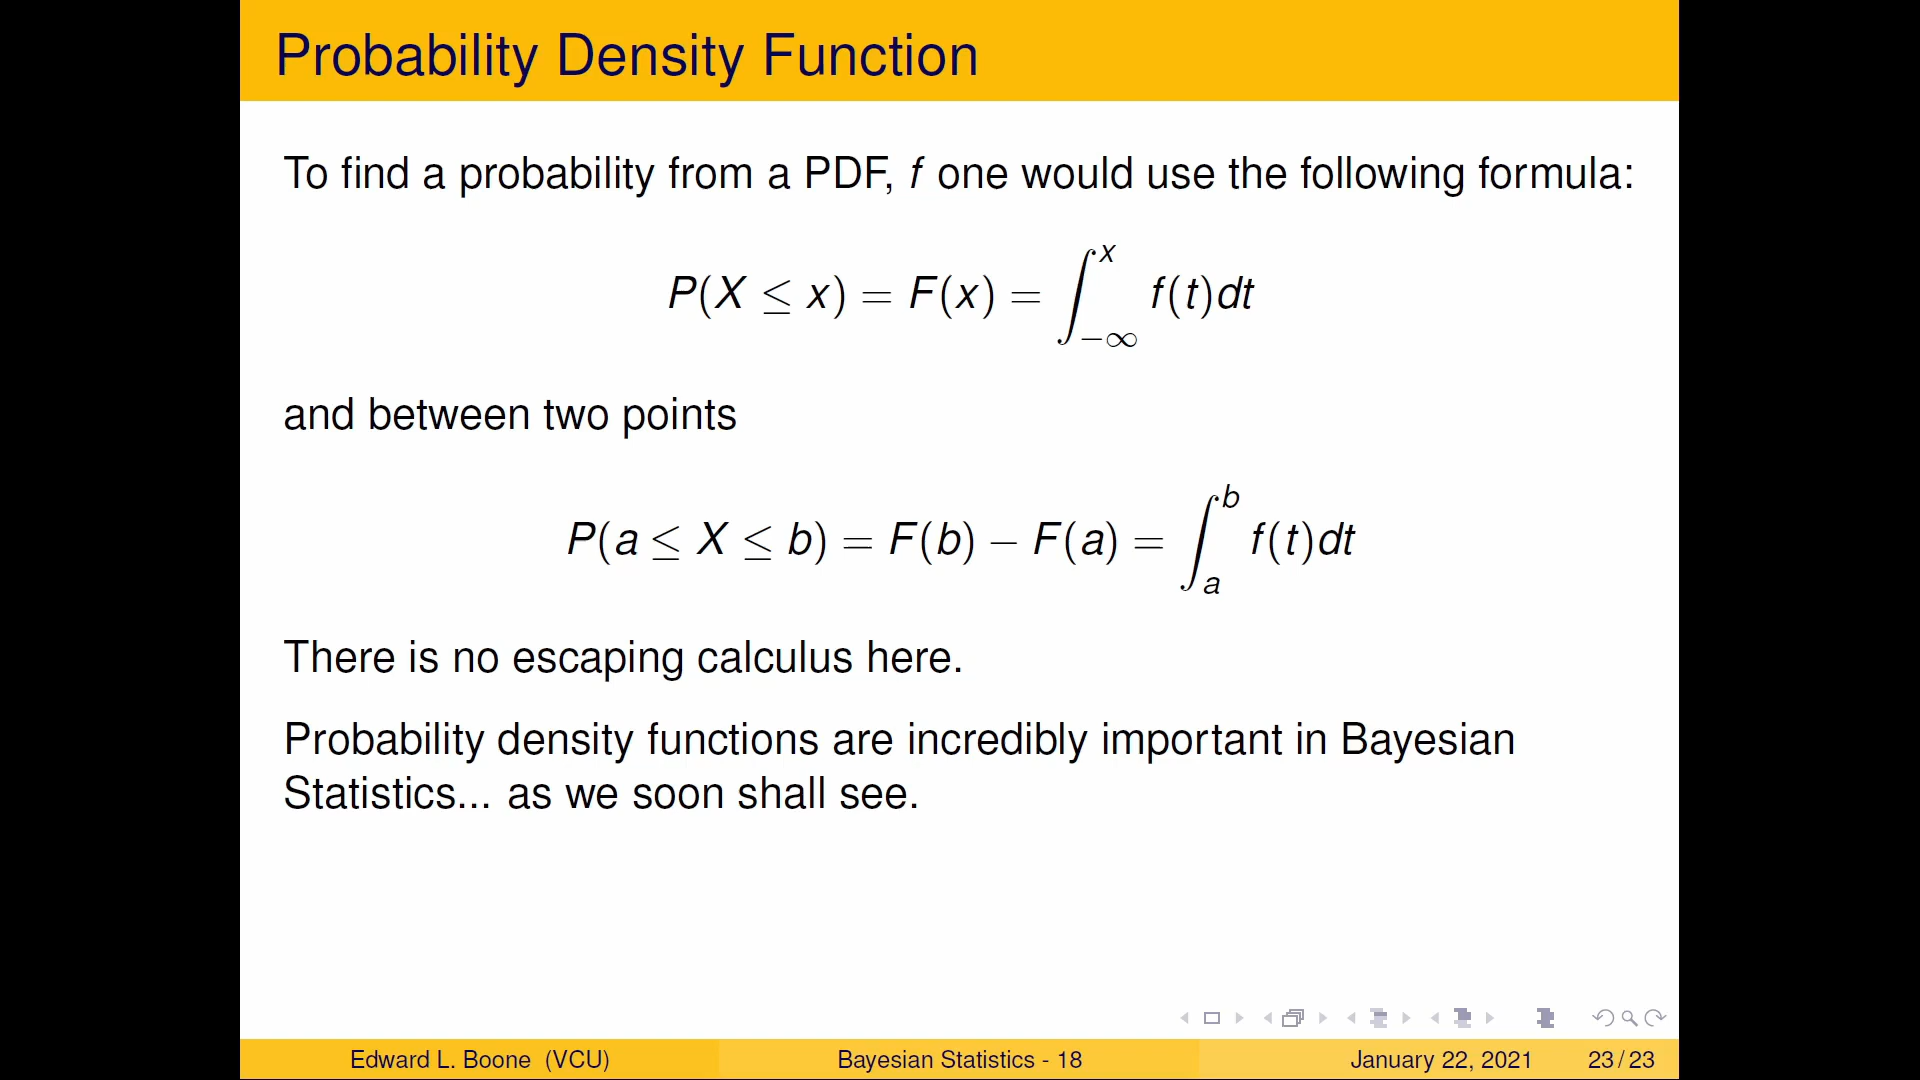 Probability Density Function
To find a probability from a PDF, f one would use the following formula:
P(X ≤ x) = F(x) = ∫_{−∞}^{x} f(t)dt
and between two points
P(a ≤ X ≤ b) = F(b) − F(a) = ∫_{a}^{b} f(t)dt
There is no escaping calculus here.
Probability density functions are incredibly important in Bayesian
Statistics... as we soon shall see.
Edward L. Boone (VCU) Bayesian Statistics - 18 January 22, 2021 23/23